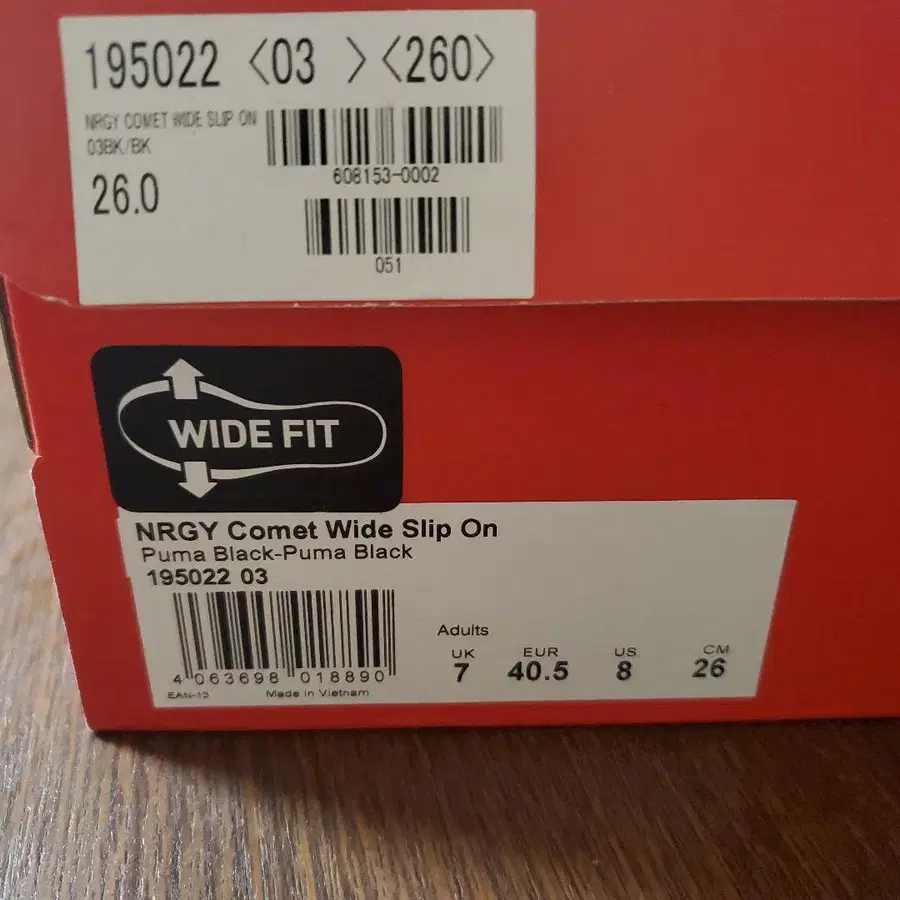 195022 <03 ><260>
NRGY COMET WIDE SLIP ON
03BK/BK
26.0
608153-0002
051
WIDE FIT
NRGY Comet Wide Slip On
Puma Black-Puma Black
195022 03
4 063698 018890
EAN-13
Made in Vietnam
Adults
UK EUR US CM
7 40.5 8 26